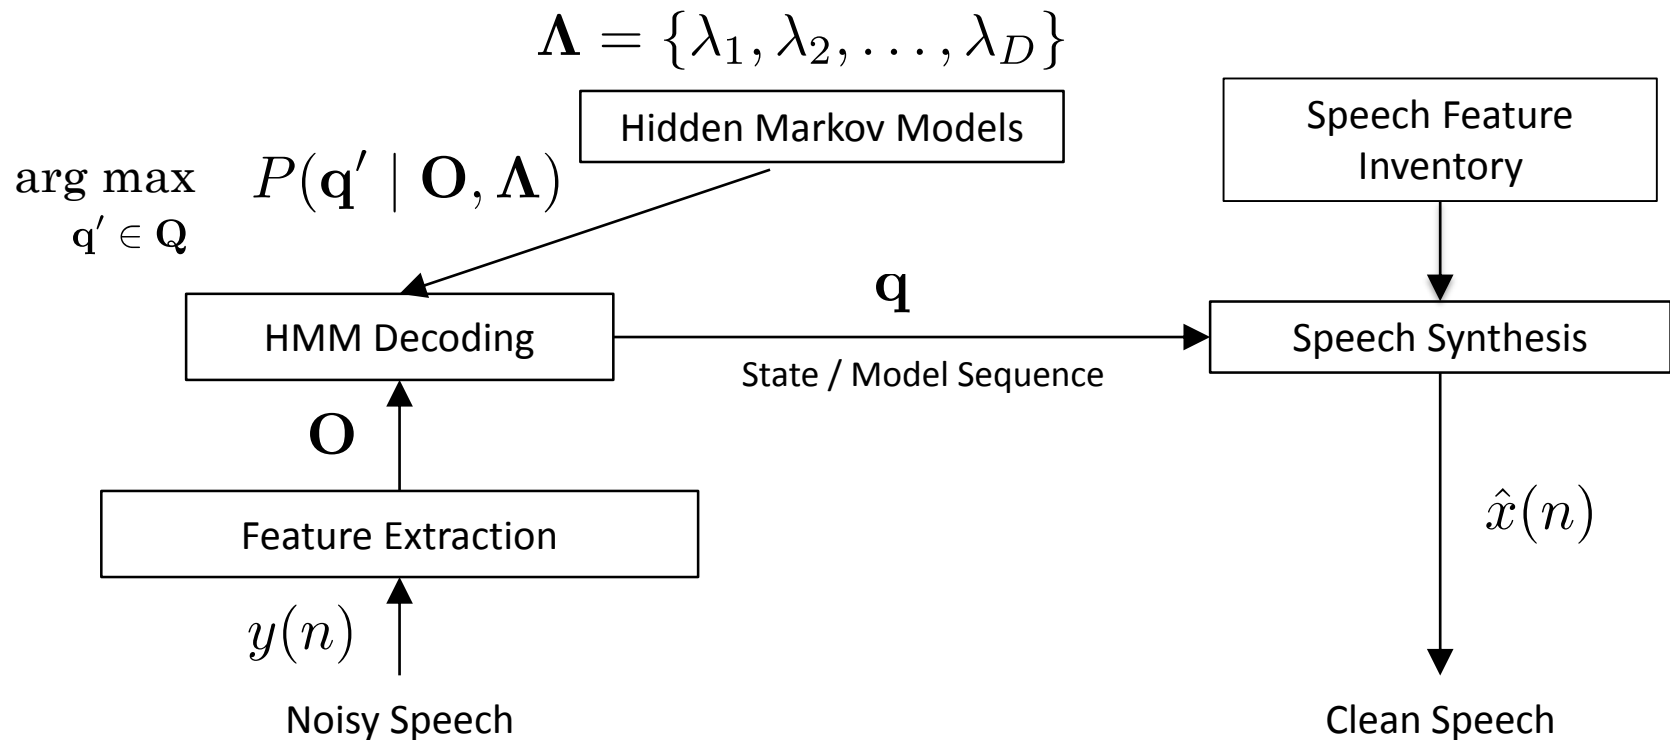 Λ = {λ₁, λ₂, . . . , λ_D}
Hidden Markov Models
Speech Feature
Inventory
arg max P(q′ | O, Λ)
q′ ∈ Q
HMM Decoding
q
State / Model Sequence
Speech Synthesis
O
Feature Extraction
x̂(n)
y(n)
Noisy Speech
Clean Speech